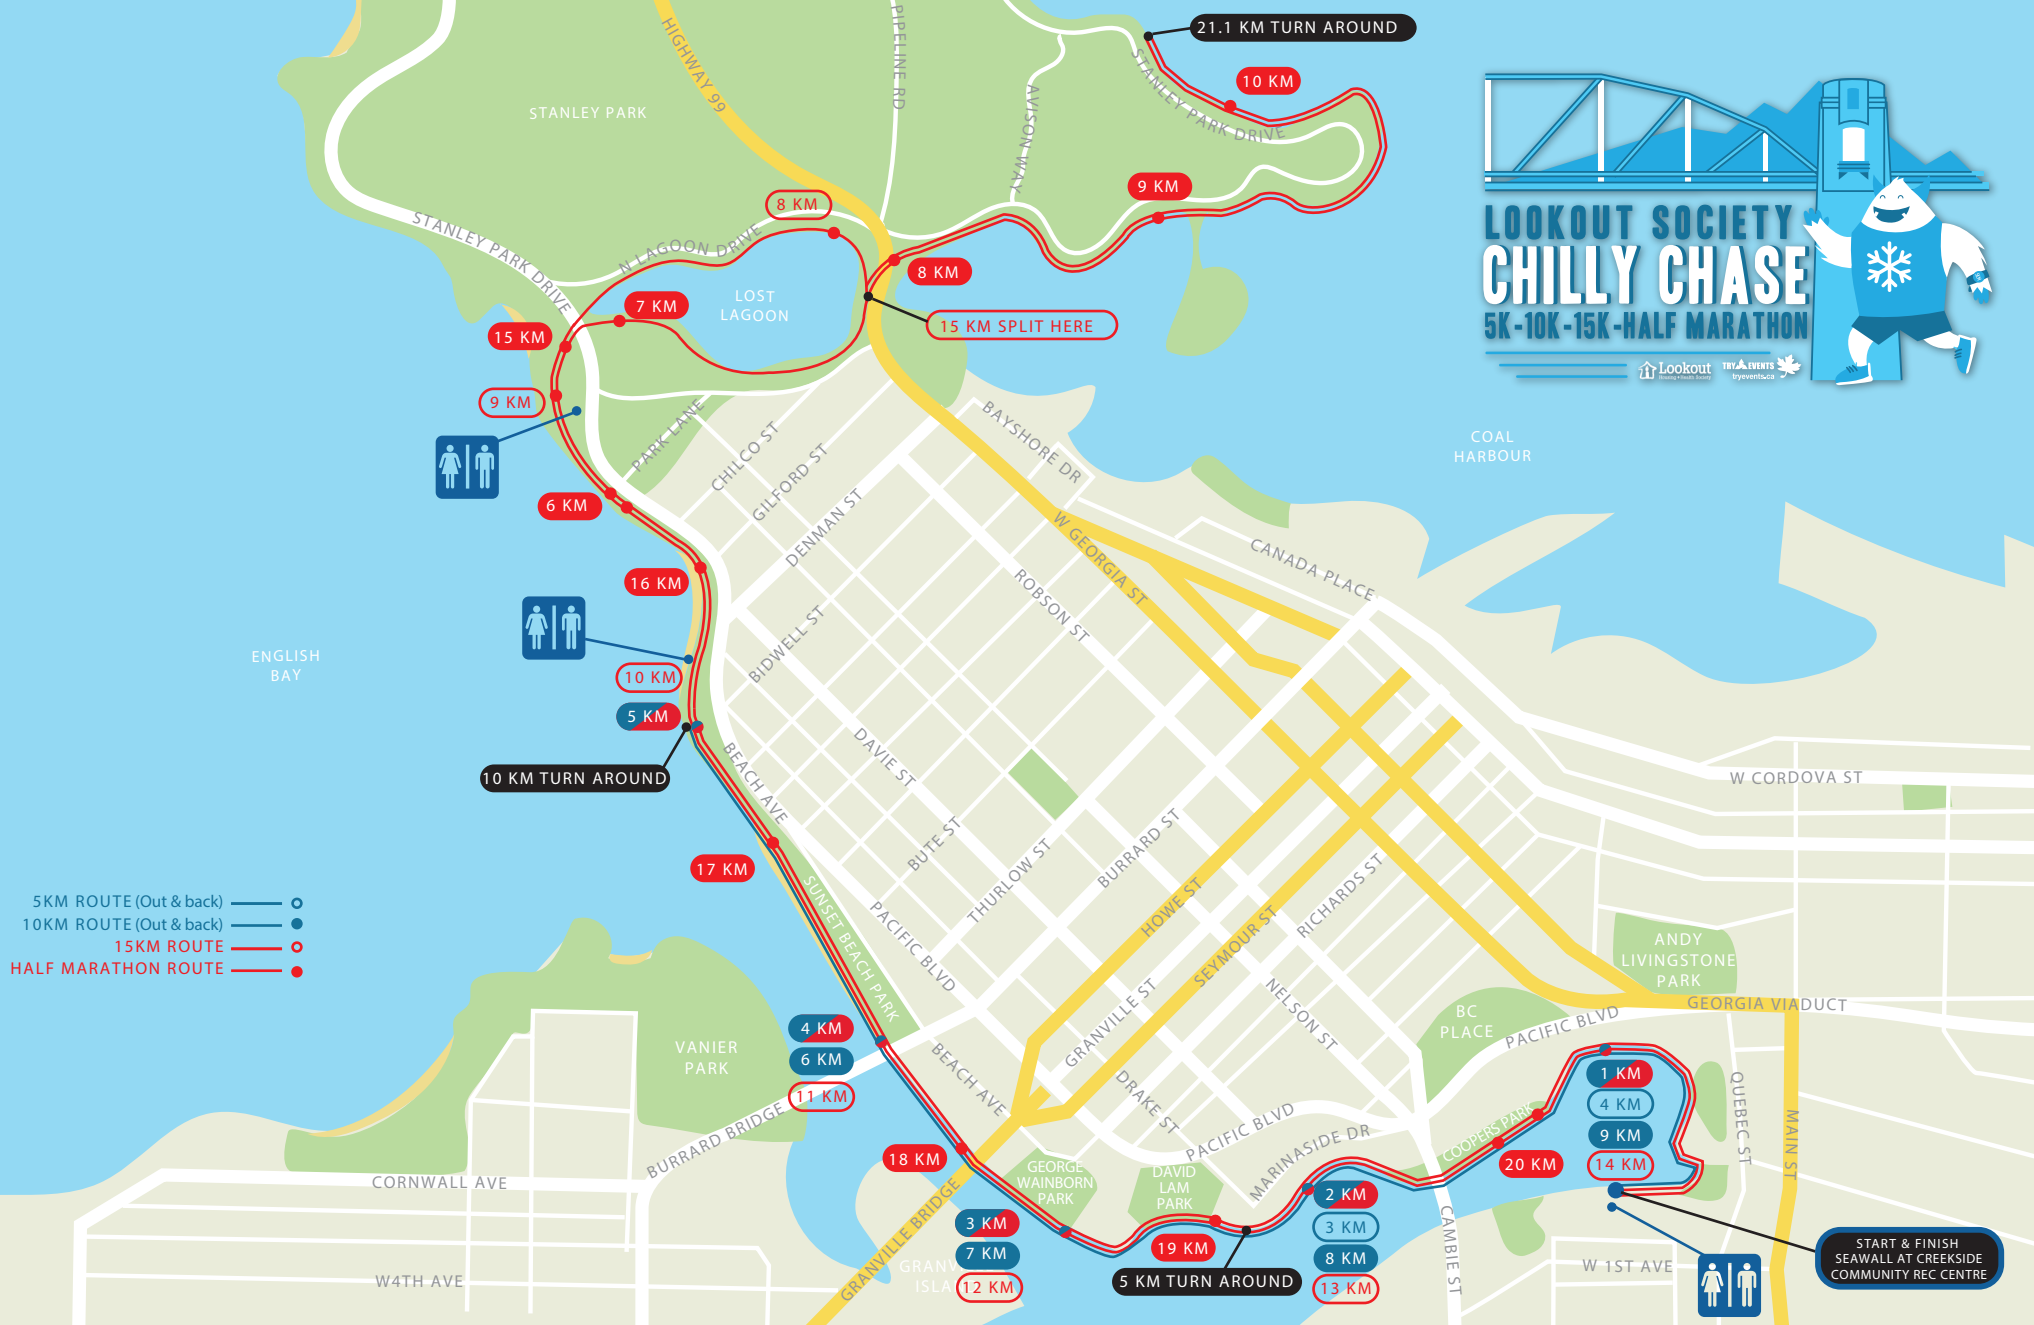 21.1 KM TURN AROUND
10 KM
STANLEY PARK
HIGHWAY 99
PIPELINE RD
AVISON WAY
STANLEY PARK DRIVE
9 KM
8 KM
STANLEY PARK DRIVE
N LAGOON DRIVE
8 KM
LOST
LAGOON
7 KM
15 KM SPLIT HERE
15 KM
9 KM
LOOKOUT SOCIETY
CHILLY CHASE
5K-10K-15K-HALF MARATHON
Lookout
TRY EVENTS
tryevents.ca
COAL
HARBOUR
PARK LANE
CHILCO ST
GILFORD ST
DENMAN ST
BAYSHORE DR
6 KM
16 KM
W GEORGIA ST
CANADA PLACE
ROBSON ST
BIDWELL ST
ENGLISH
BAY
10 KM
5 KM
10 KM TURN AROUND
BEACH AVE
DAVIE ST
W CORDOVA ST
BUTE ST
THURLOW ST
BURRARD ST
17 KM
SUNSET BEACH PARK
PACIFIC BLVD
HOWE ST
SEYMOUR ST
RICHARDS ST
5KM ROUTE (Out & back)
10KM ROUTE (Out & back)
15KM ROUTE
HALF MARATHON ROUTE
ANDY
LIVINGSTONE
PARK
GEORGIA VIADUCT
BC
PLACE
PACIFIC BLVD
NELSON ST
GRANVILLE ST
VANIER
PARK
4 KM
6 KM
11 KM
BURRARD BRIDGE
BEACH AVE
DRAKE ST
PACIFIC BLVD
MARINASIDE DR
COOPERS PARK
1 KM
4 KM
9 KM
14 KM
QUEBEC ST
MAIN ST
18 KM
20 KM
CORNWALL AVE
GEORGE
WAINBORN
PARK
DAVID
LAM
PARK
2 KM
3 KM
8 KM
13 KM
3 KM
7 KM
12 KM
19 KM
5 KM TURN AROUND
GRANVILLE BRIDGE
GRANV
ISLA
CAMBIE ST
W4TH AVE
W 1ST AVE
START & FINISH
SEAWALL AT CREEKSIDE
COMMUNITY REC CENTRE